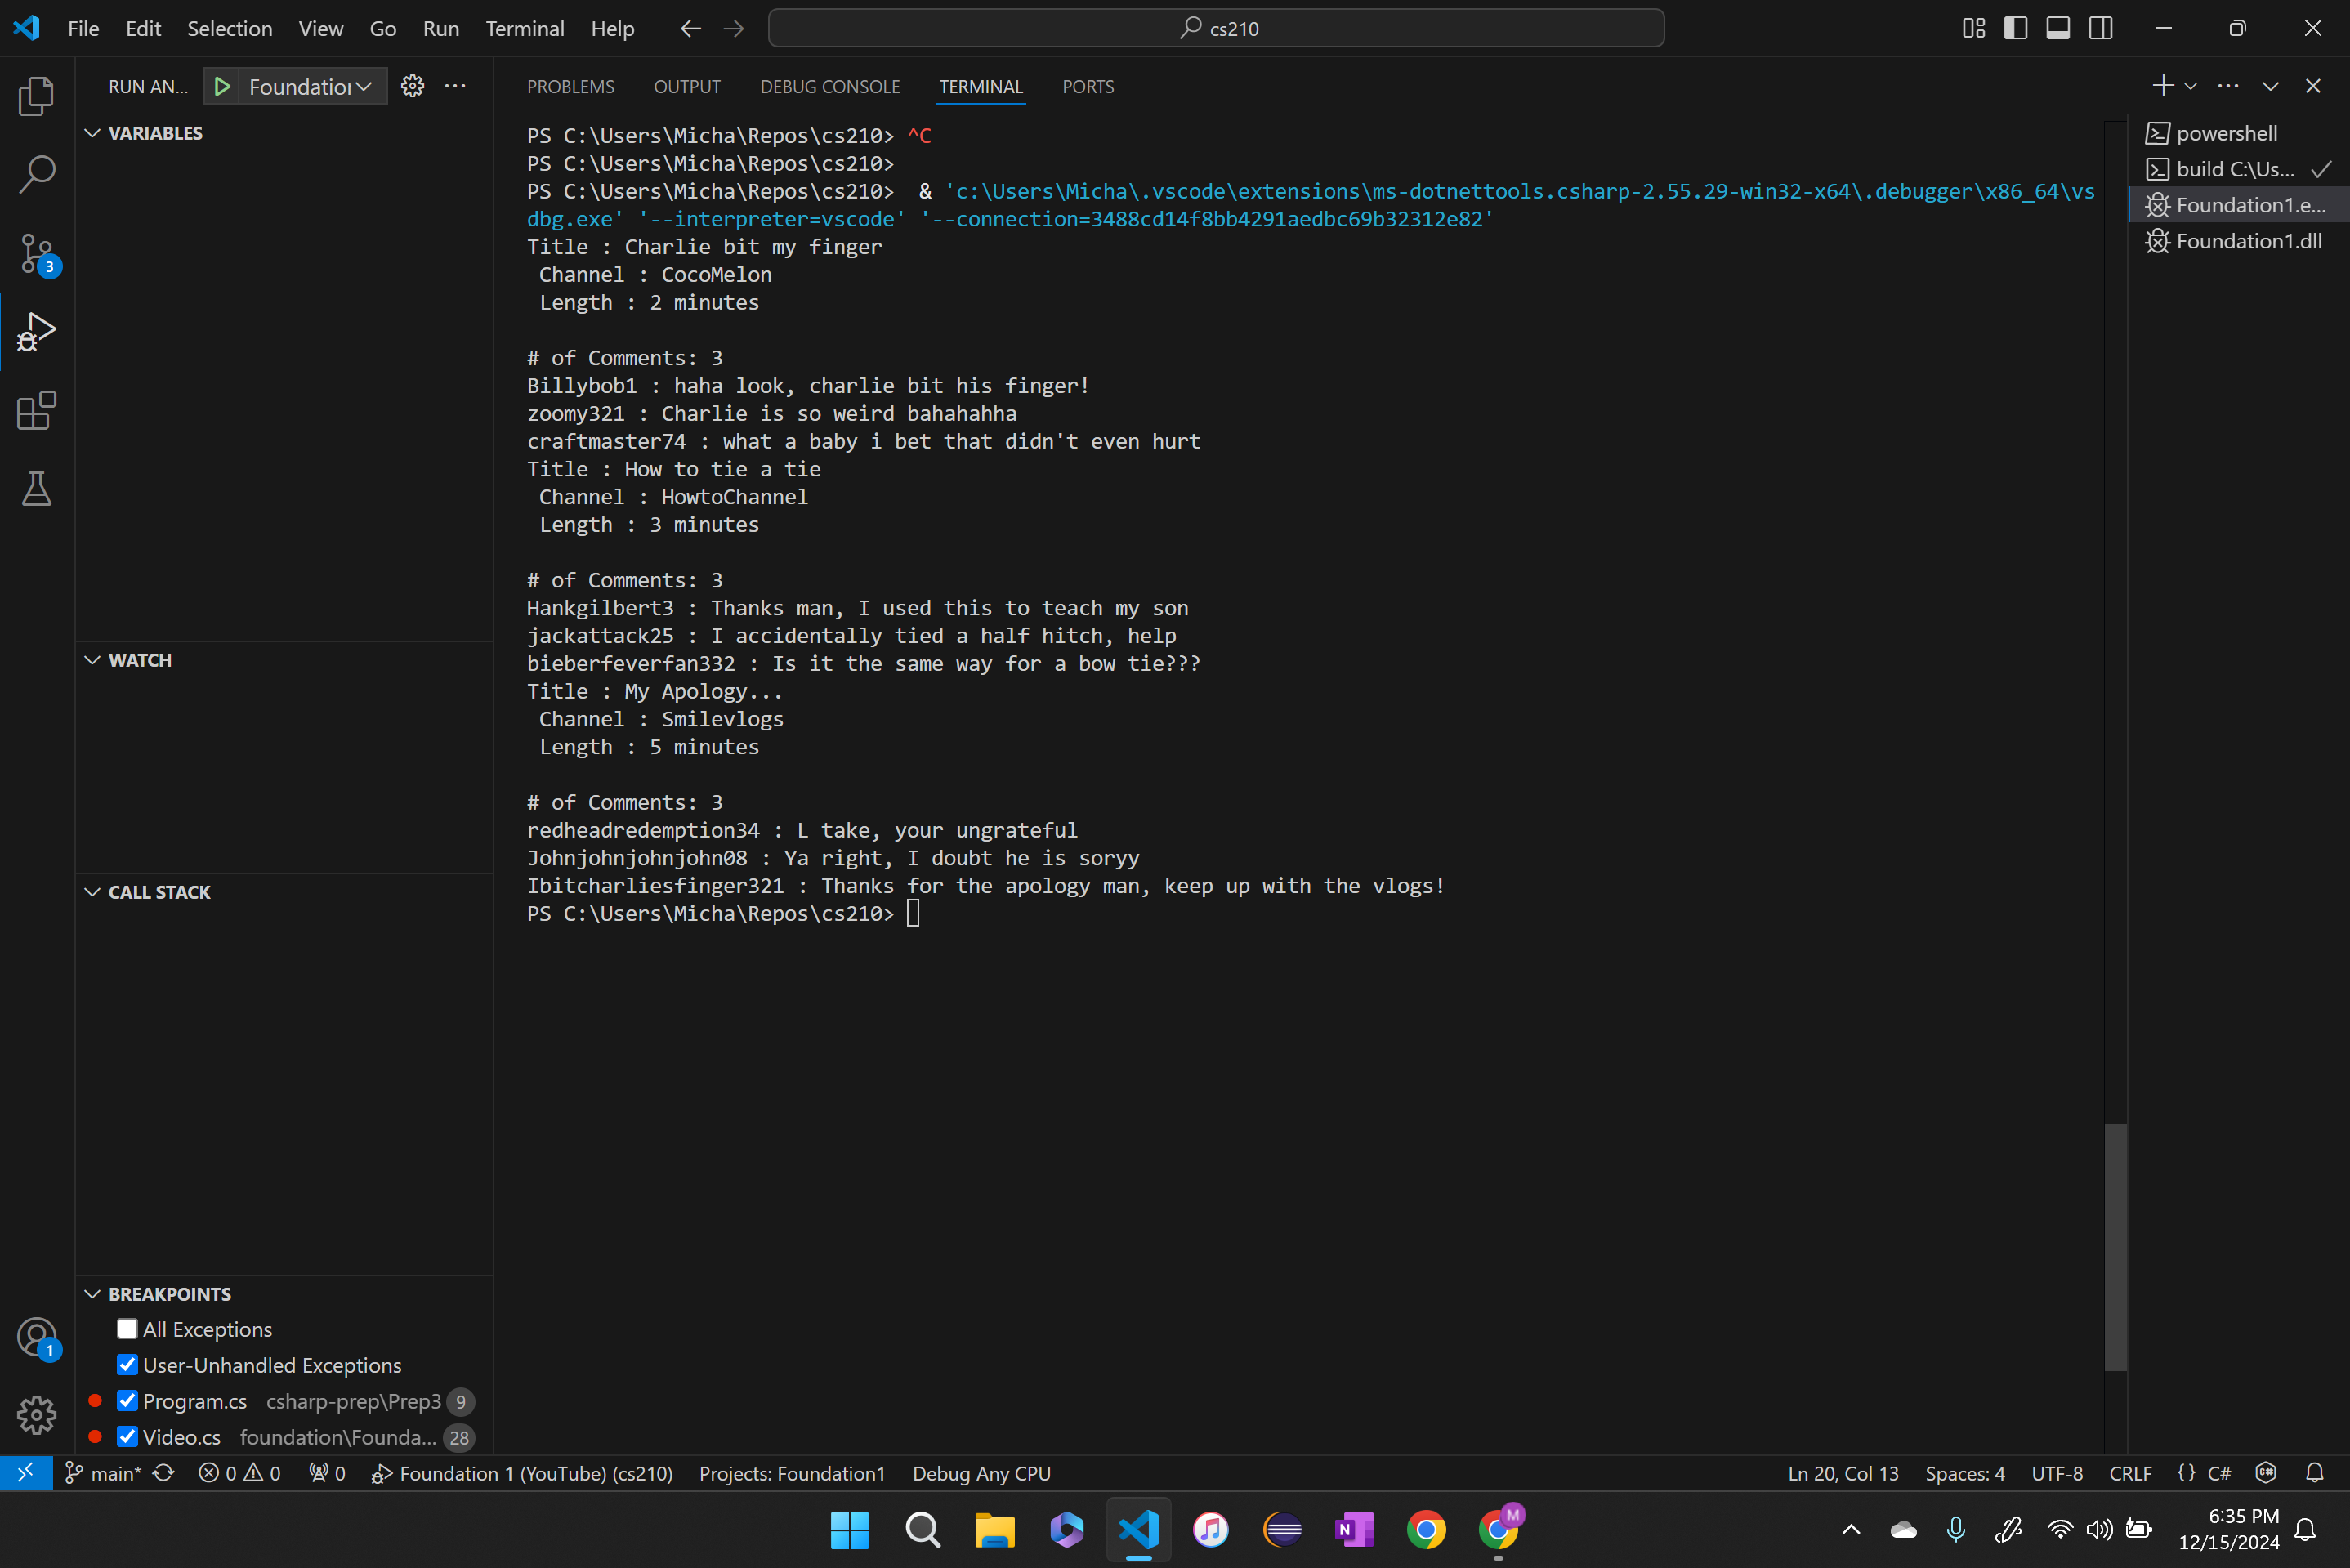 File Edit Selection View Go Run Terminal Help cs210
RUN AN... Foundation
PROBLEMS OUTPUT DEBUG CONSOLE TERMINAL PORTS
VARIABLES
WATCH
CALL STACK
BREAKPOINTS
All Exceptions
User-Unhandled Exceptions
Program.cs csharp-prep\Prep3 9
Video.cs foundation\Founda... 28
3
1
PS C:\Users\Micha\Repos\cs210> ^C
PS C:\Users\Micha\Repos\cs210>
PS C:\Users\Micha\Repos\cs210>  & 'c:\Users\Micha\.vscode\extensions\ms-dotnettools.csharp-2.55.29-win32-x64\.debugger\x86_64\vs
dbg.exe' '--interpreter=vscode' '--connection=3488cd14f8bb4291aedbc69b32312e82'
Title : Charlie bit my finger
Channel : CocoMelon
Length : 2 minutes
# of Comments: 3
Billybob1 : haha look, charlie bit his finger!
zoomy321 : Charlie is so weird bahahahha
craftmaster74 : what a baby i bet that didn't even hurt
Title : How to tie a tie
Channel : HowtoChannel
Length : 3 minutes
# of Comments: 3
Hankgilbert3 : Thanks man, I used this to teach my son
jackattack25 : I accidentally tied a half hitch, help
bieberfeverfan332 : Is it the same way for a bow tie???
Title : My Apology...
Channel : Smilevlogs
Length : 5 minutes
# of Comments: 3
redheadredemption34 : L take, your ungrateful
Johnjohnjohnjohn08 : Ya right, I doubt he is soryy
Ibitcharliesfinger321 : Thanks for the apology man, keep up with the vlogs!
PS C:\Users\Micha\Repos\cs210>
powershell
build C:\Us...
Foundation1.e...
Foundation1.dll
main* 0 0 0 Foundation 1 (YouTube) (cs210) Projects: Foundation1 Debug Any CPU Ln 20, Col 13 Spaces: 4 UTF-8 CRLF {} C#
N
M
6:35 PM
12/15/2024